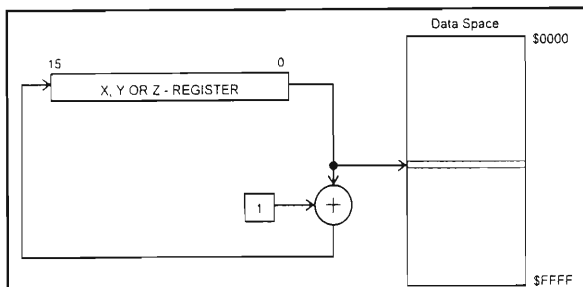 Data Space
$0000
15 0
X, Y OR Z - REGISTER
1
+
$FFFF